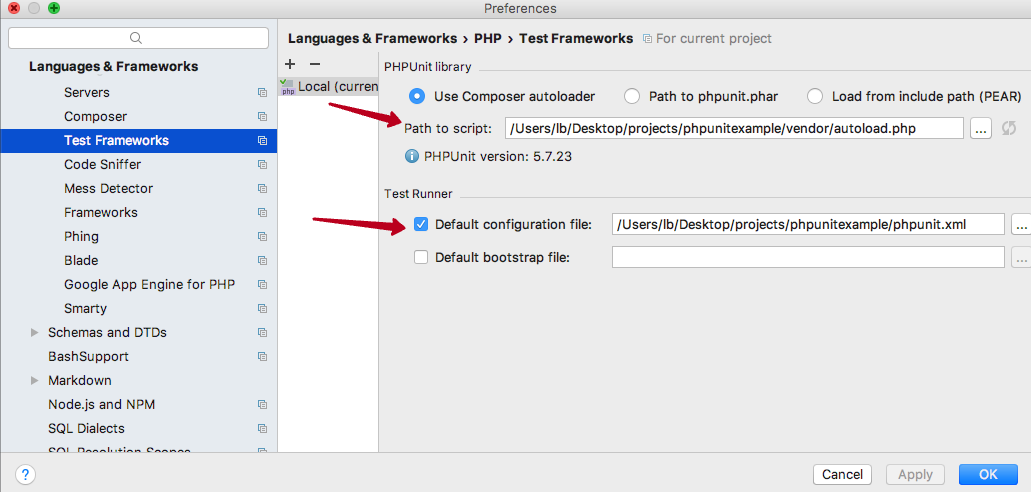 Preferences
Languages & Frameworks › PHP › Test Frameworks For current project
Languages & Frameworks
Servers
Composer
Test Frameworks
Code Sniffer
Mess Detector
Frameworks
Phing
Blade
Google App Engine for PHP
Smarty
Schemas and DTDs
BashSupport
Markdown
Node.js and NPM
SQL Dialects
SQL Resolution Scopes
+ −
php Local (curren
PHPUnit library
Use Composer autoloader Path to phpunit.phar Load from include path (PEAR)
Path to script: /Users/lb/Desktop/projects/phpunitexample/vendor/autoload.php ...
PHPUnit version: 5.7.23
Test Runner
Default configuration file: /Users/lb/Desktop/projects/phpunitexample/phpunit.xml ...
Default bootstrap file: ...
? Cancel Apply OK